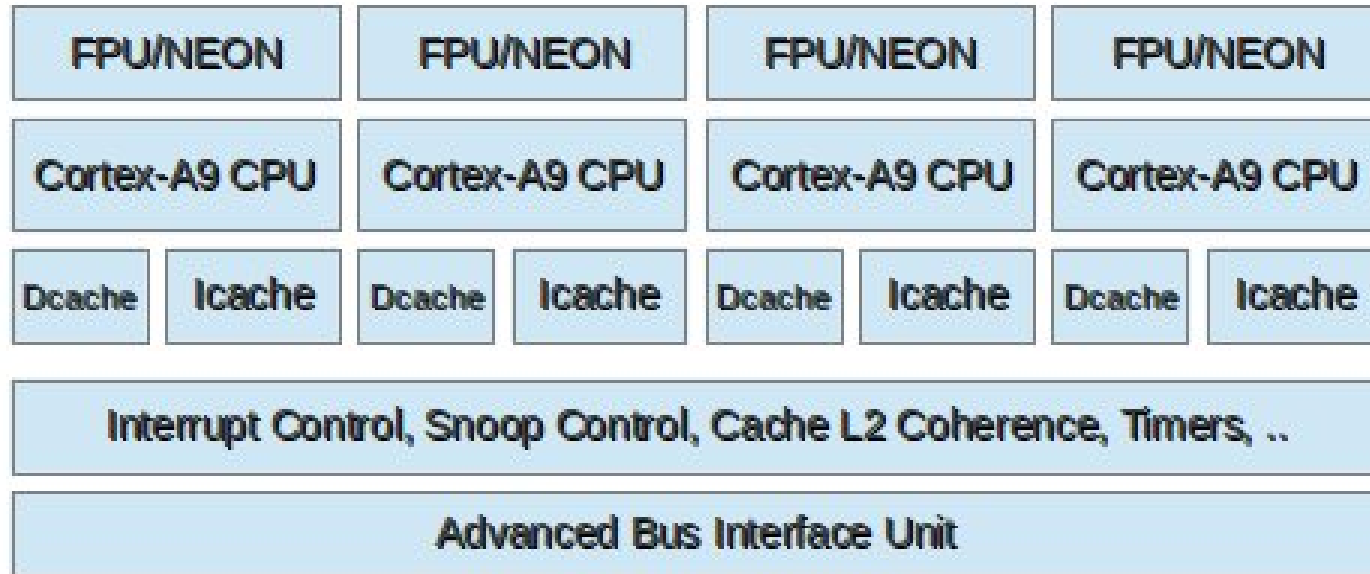 FPU/NEON FPU/NEON FPU/NEON FPU/NEON
Cortex-A9 CPU Cortex-A9 CPU Cortex-A9 CPU Cortex-A9 CPU
Dcache Icache Dcache Icache Dcache Icache Dcache Icache
Interrupt Control, Snoop Control, Cache L2 Coherence, Timers, ..
Advanced Bus Interface Unit